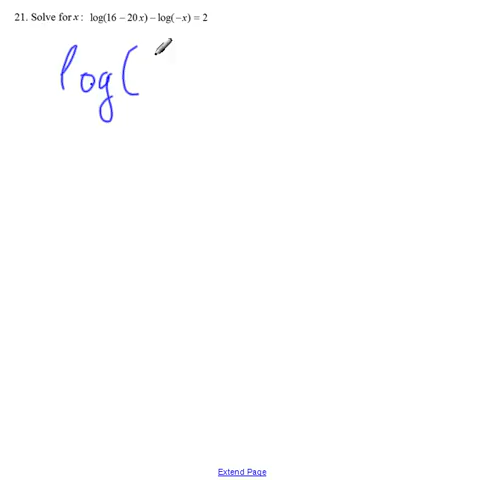 21. Solve for x: log(16 − 20x) − log(−x) = 2
log(
Extend Page